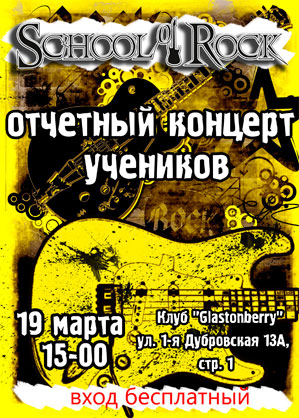 SCHOOL of ROCK
отчетный концерт
учеников
ROCK
19 марта
15-00
Клуб "Glastonberry"
ул. 1-я Дубровская 13А,
стр. 1
вход бесплатный